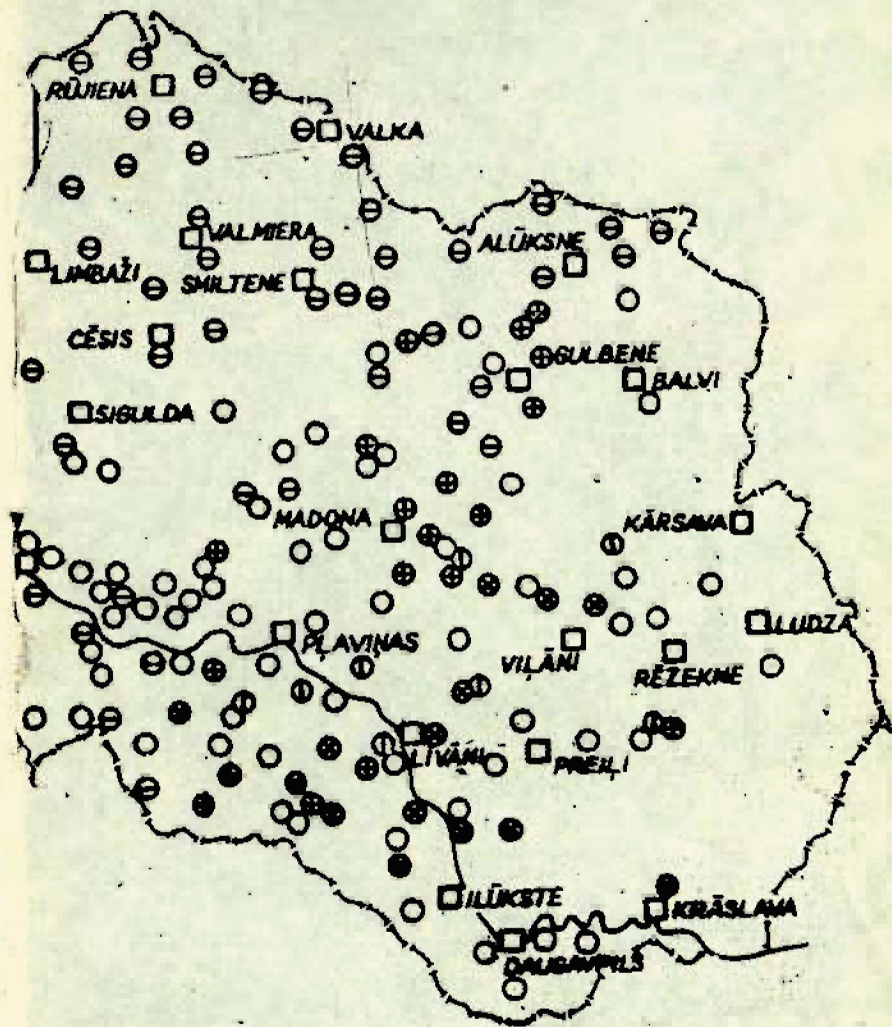 RŪJIENA
VALKA
VALMIERA
ALŪKSNE
LIMBAŽI
SMILTENE
CĒSIS
GULBENE
BALVI
SIGULDA
MADONA
KĀRSAVA
PĻAVIŅAS
VIĻĀNI
LUDZA
RĒZEKNE
LĪVĀNI
PREIĻI
ILŪKSTE
KRĀSLAVA
DAUGAVPILS